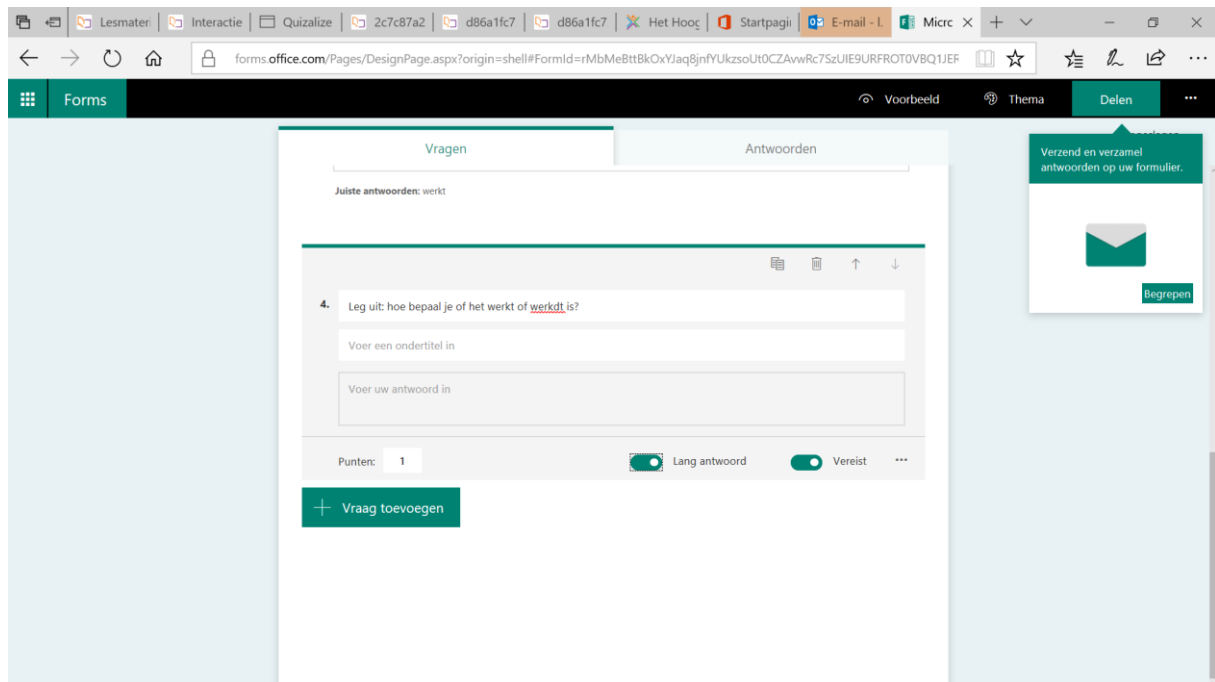 Lesmateri
Interactie
Quizalize
2c7c87a2
d86a1fc7
d86a1fc7
Het Hoog
Startpagin
E-mail - l.
Micrc
forms.office.com/Pages/DesignPage.aspx?origin=shell#FormId=rMbMeBttBkOxYJaq8jnfYUkzsoUt0CZAvwRc7SzUIE9URFROT0VBQ1JEF
Forms
Voorbeeld
Thema
Delen
Vragen
Antwoorden
Juiste antwoorden: werkt
Verzend en verzamel
antwoorden op uw formulier.
Begrepen
4. Leg uit: hoe bepaal je of het werkt of werkdt is?
Voer een ondertitel in
Voer uw antwoord in
Punten: 1
Lang antwoord
Vereist
Vraag toevoegen